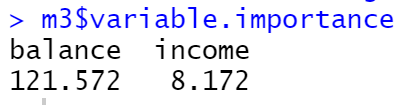 > m3$variable.importance
balance  income
121.572   8.172